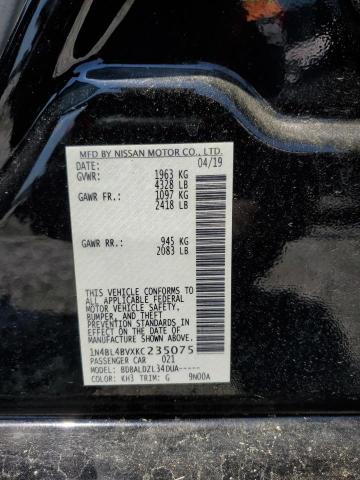 MFD BY NISSAN MOTOR CO., LTD.
DATE: 04/19
GVWR: 1963 KG
4328 LB
GAWR FR: 1097 KG
2418 LB
GAWR RR: 945 KG
2083 LB
THIS VEHICLE CONFORMS TO ALL
APPLICABLE FEDERAL MOTOR VEHICLE SAFETY,
BUMPER, AND THEFT PREVENTION STANDARDS
IN EFFECT ON THE DATE OF
MANUFACTURE SHOWN ABOVE.
1N4BL4BVXKC235075
PASSENGER CAR 021
MODEL: BDBALDZL34DUA-----
COLOR: KH3 TRIM: G 9N00A